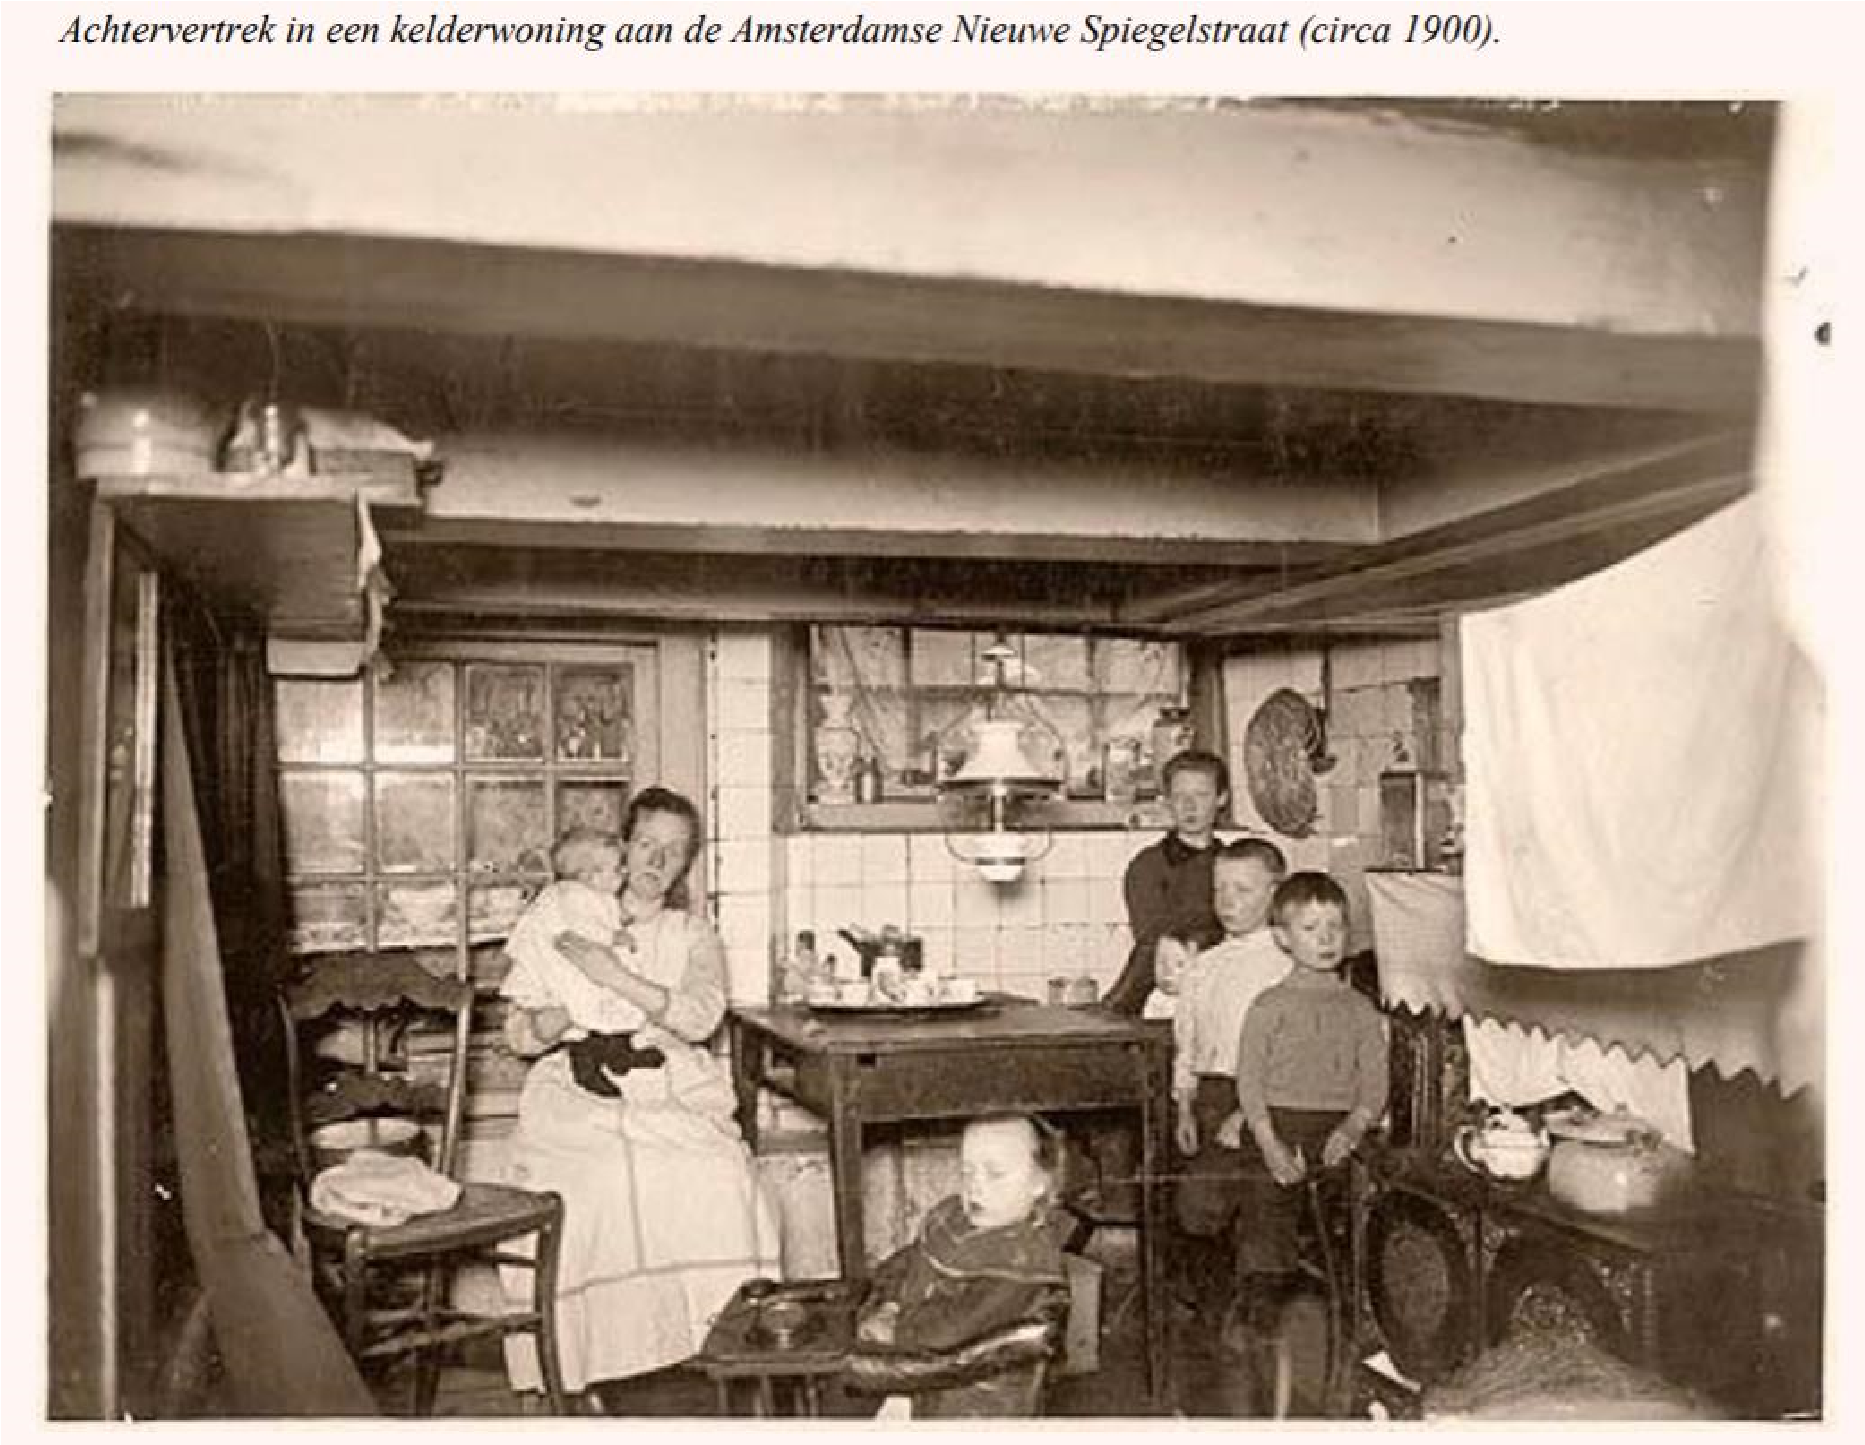 Achtervertrek in een kelderwoning aan de Amsterdamse Nieuwe Spiegelstraat (circa 1900).